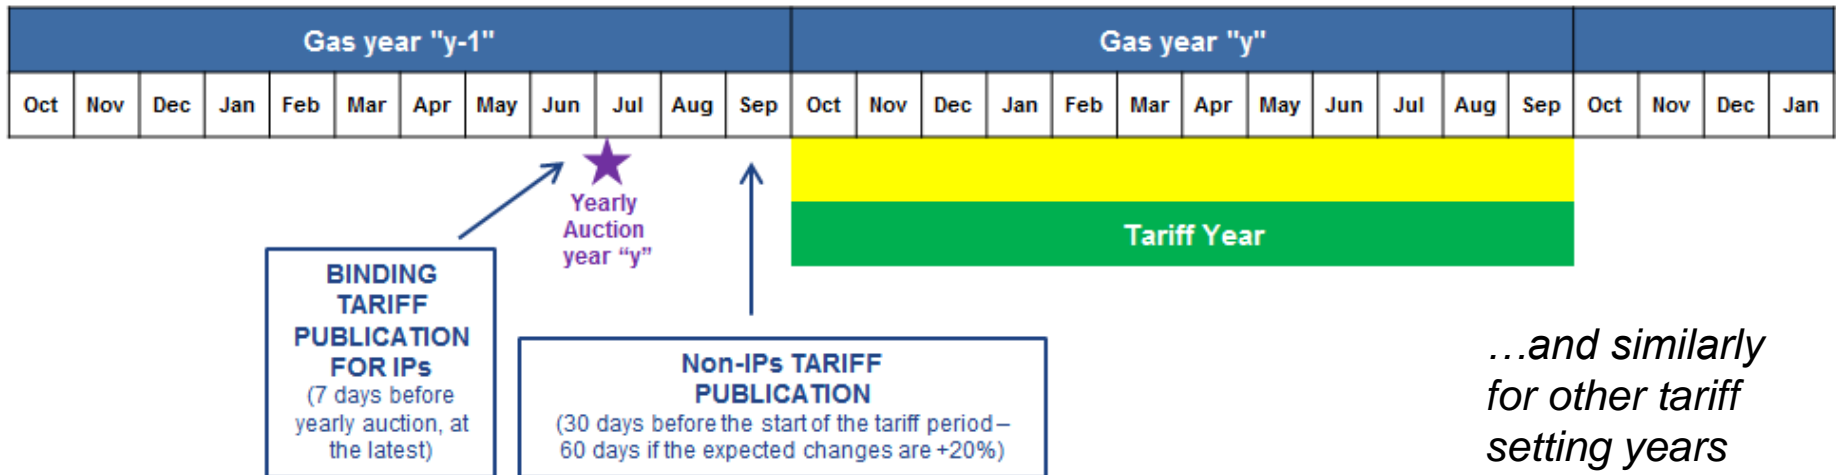 Gas year "y-1" Gas year "y"
Oct Nov Dec Jan Feb Mar Apr May Jun Jul Aug Sep Oct Nov Dec Jan Feb Mar Apr May Jun Jul Aug Sep Oct Nov Dec Jan
Yearly
Auction
year “y”
Tariff Year
BINDING
TARIFF
PUBLICATION
FOR IPs
(7 days before
yearly auction, at
the latest)
Non-IPs TARIFF
PUBLICATION
(30 days before the start of the tariff period –
60 days if the expected changes are +20%)
…and similarly
for other tariff
setting years